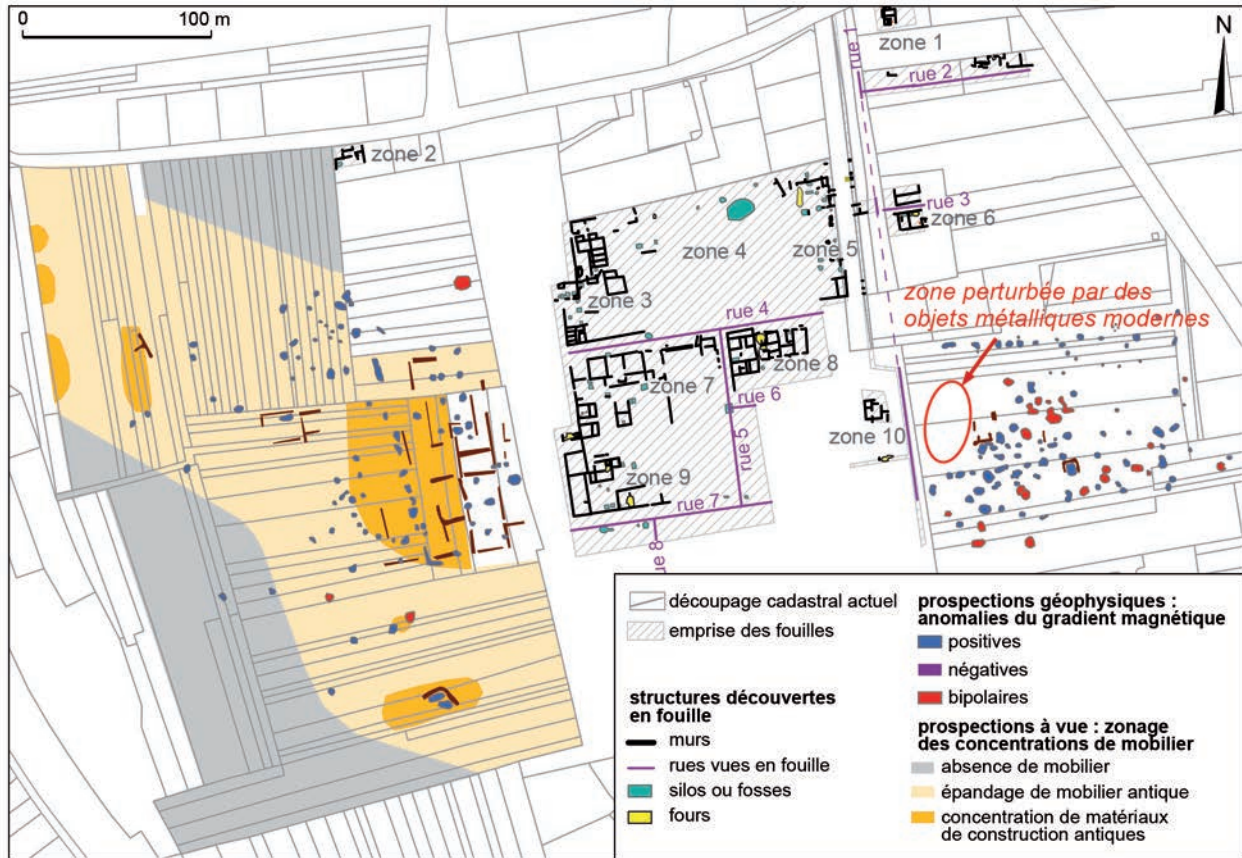 0 100 m
N
zone 1
rue 1
rue 2
zone 2
rue 3
zone 6
zone 4
zone 5
zone 3
rue 4
zone perturbée par des
objets métalliques modernes
zone 8
zone 7
rue 6
rue 5
zone 10
zone 9
rue 7
rue 8
découpage cadastral actuel
emprise des fouilles
structures découvertes
en fouille
murs
rues vues en fouille
silos ou fosses
fours
prospections géophysiques :
anomalies du gradient magnétique
positives
négatives
bipolaires
prospections à vue : zonage
des concentrations de mobilier
absence de mobilier
épandage de mobilier antique
concentration de matériaux
de construction antiques